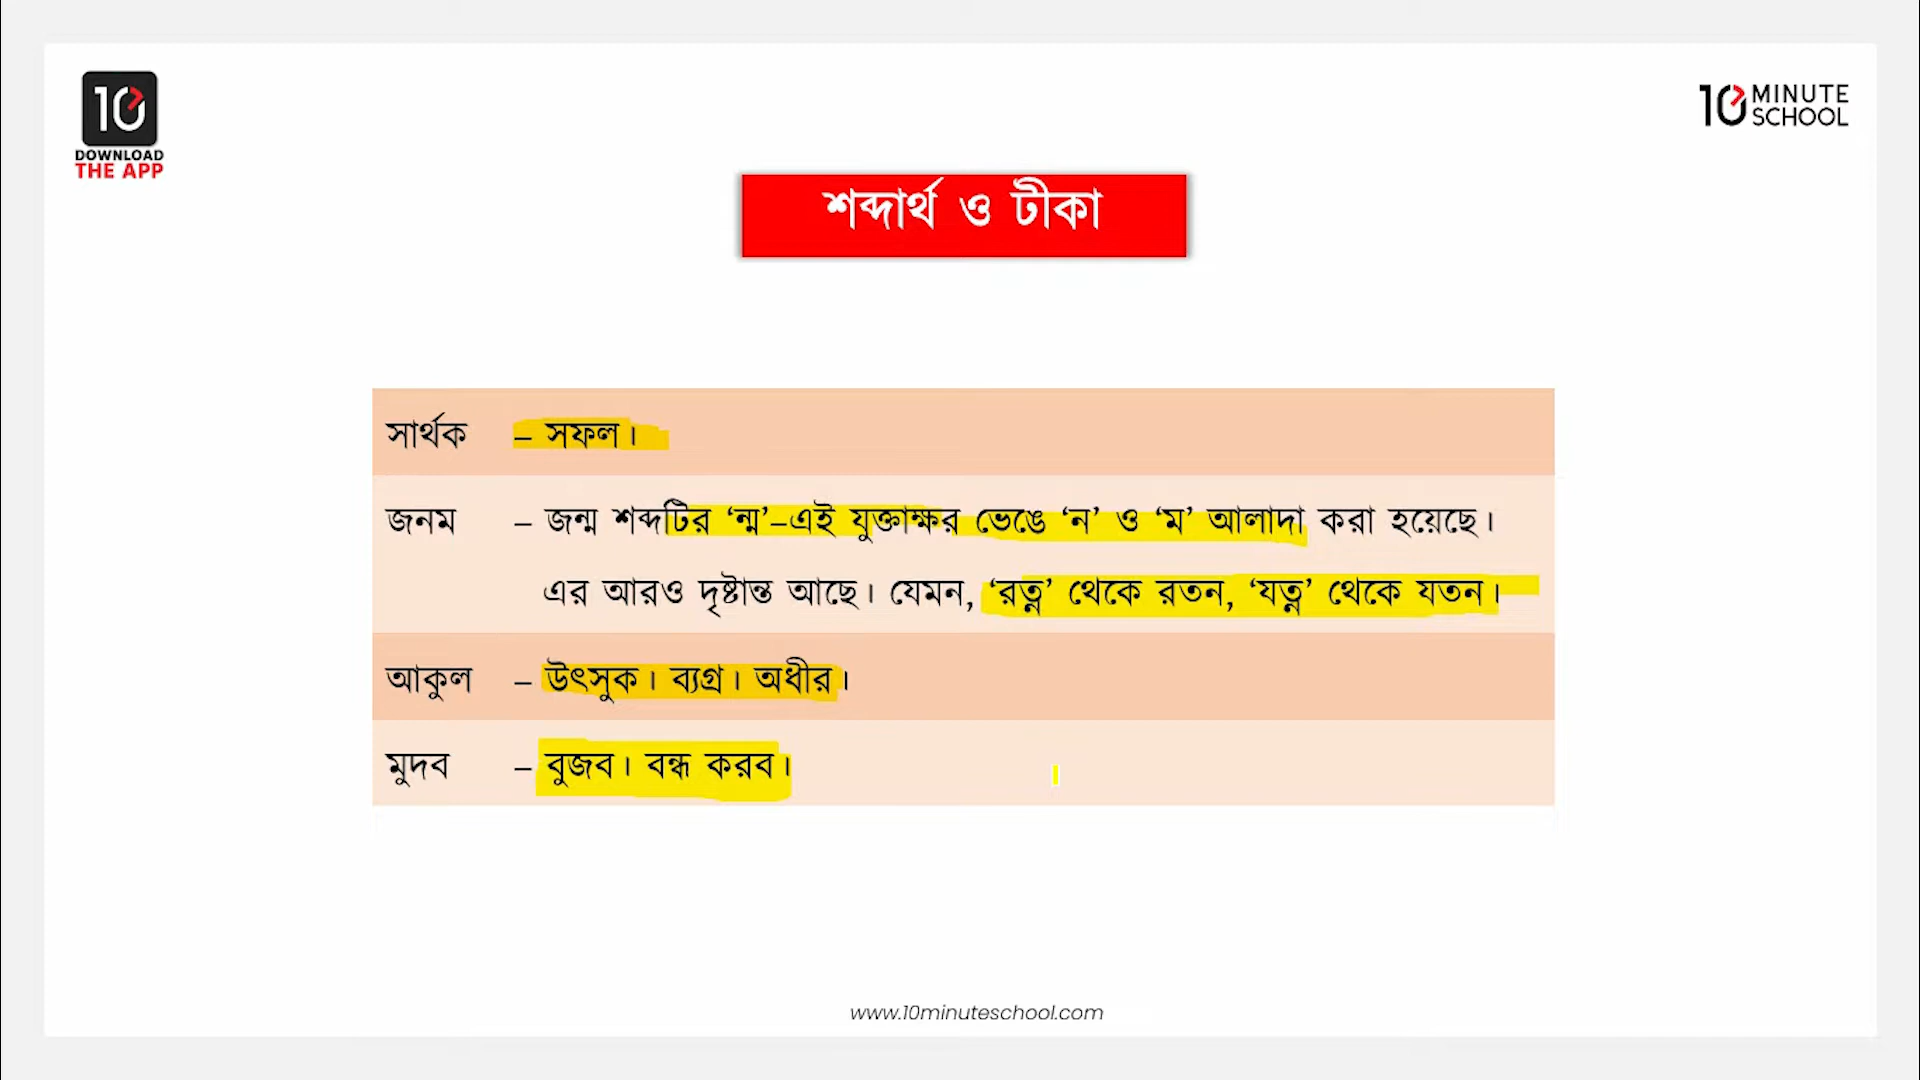 10
DOWNLOAD
THE APP
10 MINUTE
SCHOOL
শব্দার্থ ও টীকা
সার্থক – সফল।
জনম – জন্ম শব্দটির ‘ন্ম’–এই যুক্তাক্ষর ভেঙে ‘ন’ ও ‘ম’ আলাদা করা হয়েছে।
এর আরও দৃষ্টান্ত আছে। যেমন, ‘রত্ন’ থেকে রতন, ‘যত্ন’ থেকে যতন।
আকুল – উৎসুক। ব্যগ্র। অধীর।
মুদব – বুজব। বন্ধ করব।
www.10minuteschool.com